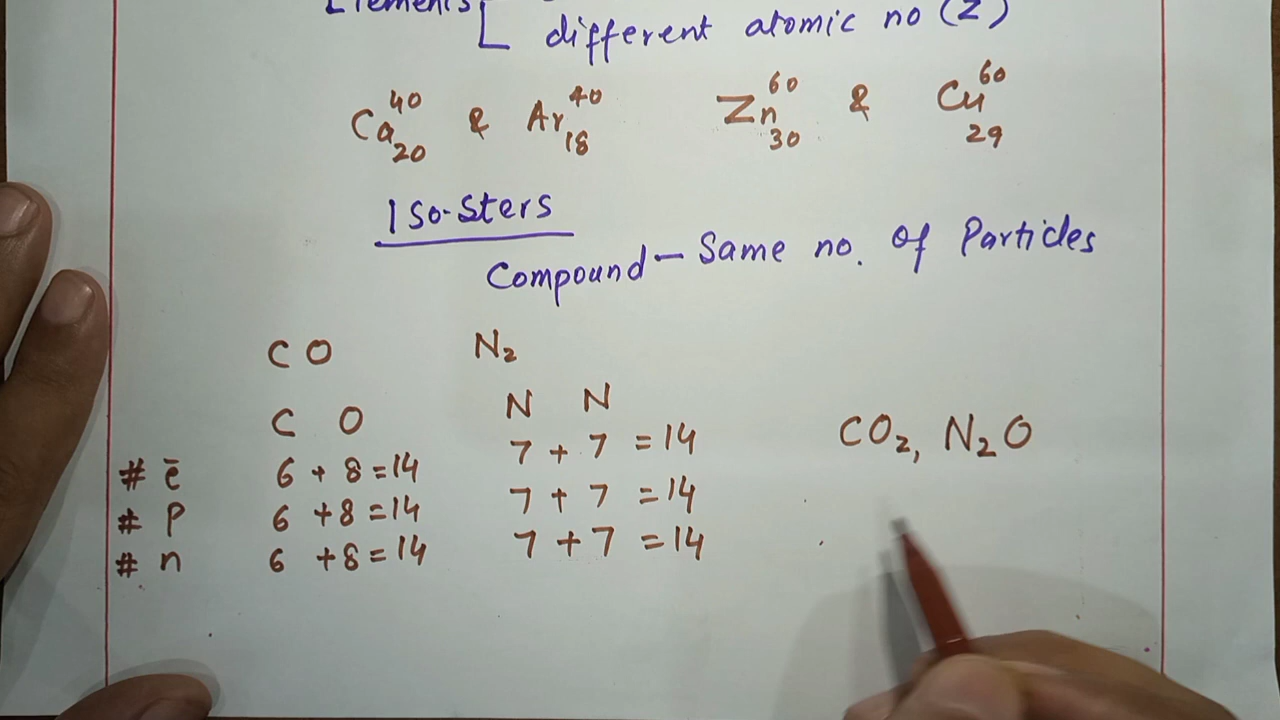 Elements [ different atomic no (Z)
Ca 40 20 & Ar 40 18 Zn 60 30 & Cu 60 29
Iso-Sters
Compound — Same no. of Particles
CO N₂
C O N N
7 + 7 = 14 CO₂, N₂O
# ē 6 + 8 = 14
7 + 7 = 14
# P 6 + 8 = 14
7 + 7 = 14
# n 6 + 8 = 14